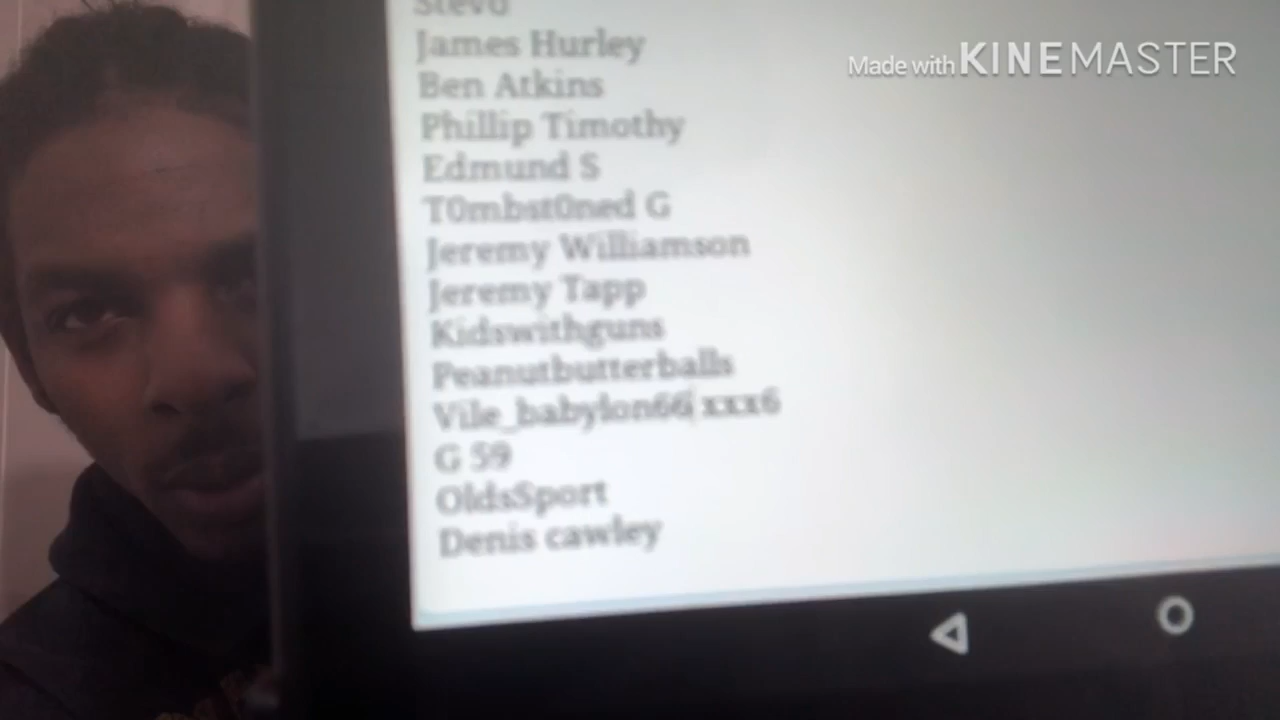 Stevo
James Hurley
Made with KINEMASTER
Ben Atkins
Phillip Timothy
Edmund S
T0mbst0ned G
Jeremy Williamson
Jeremy Tapp
Kidswithguns
Peanutbutterballs
Vile_babylon66 xxx6
G 59
OldsSport
Denis cawley